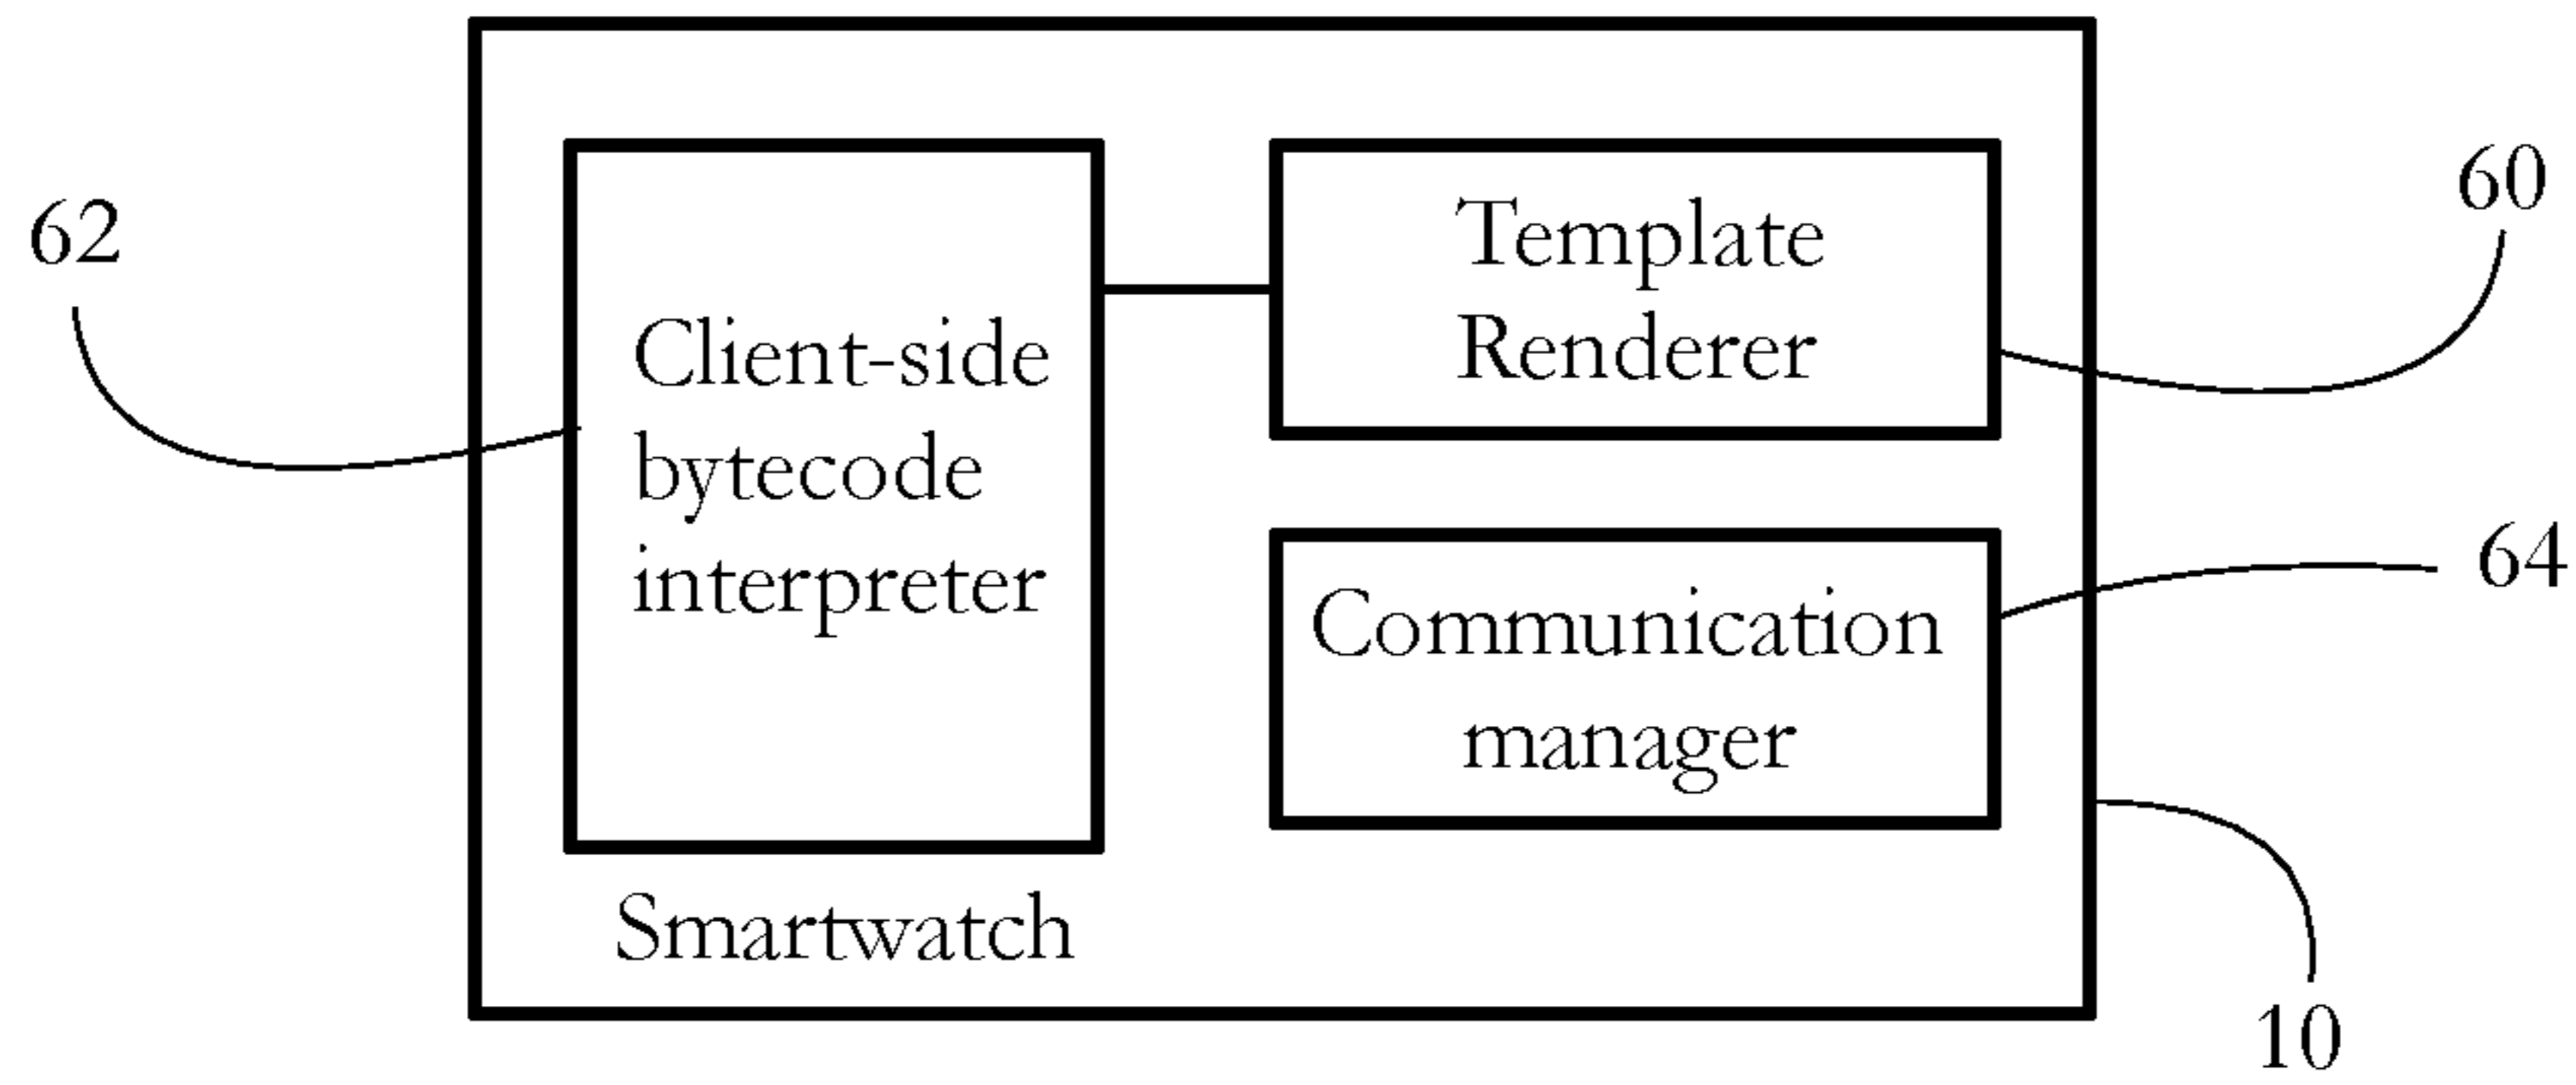 62
Client-side
bytecode
interpreter
Template
Renderer
60
Communication
manager
64
Smartwatch
10